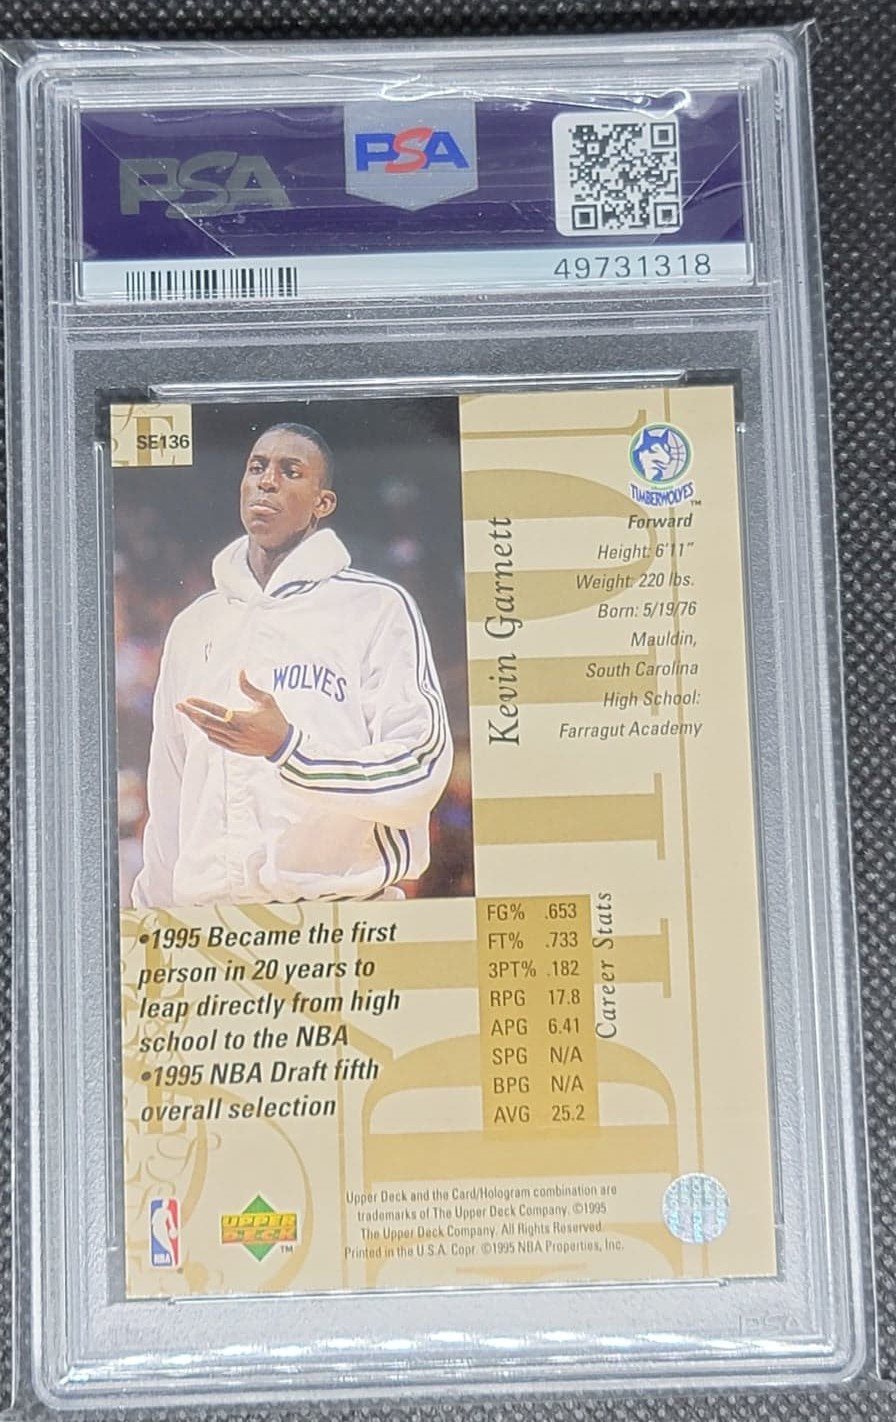 PSA
PSA
49731318
SE136
TIMBERWOLVES™
Forward
Height: 6'11"
Weight: 220 lbs.
Born: 5/19/76
Mauldin,
South Carolina
High School:
Farragut Academy
Kevin Garnett
WOLVES
•1995 Became the first
person in 20 years to
leap directly from high
school to the NBA
•1995 NBA Draft fifth
overall selection
FG% .653
FT% .733
3PT% .182
RPG 17.8
APG 6.41
SPG N/A
BPG N/A
AVG 25.2
Career Stats
Upper Deck and the Card/Hologram combination are
trademarks of The Upper Deck Company. ©1995
The Upper Deck Company. All Rights Reserved.
Printed in the U.S.A. Copr. ©1995 NBA Properties, Inc.
NBA
UPPER
DECK™
PSA